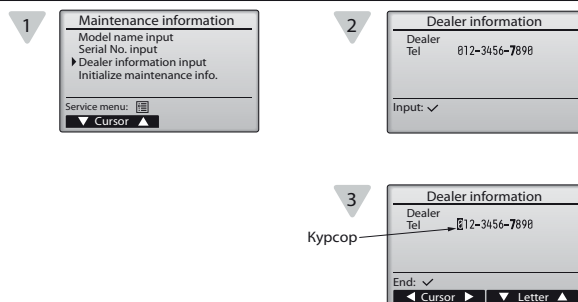 1
Maintenance information
Model name input
Serial No. input
Dealer information input
Initialize maintenance info.
Service menu:
▼ Cursor ▲
2
Dealer information
Dealer
Tel 012-3456-7890
Input: ✓
3
Dealer information
Dealer
Tel 012-3456-7890
Курсор
End: ✓
◀ Cursor ▶ ▼ Letter ▲